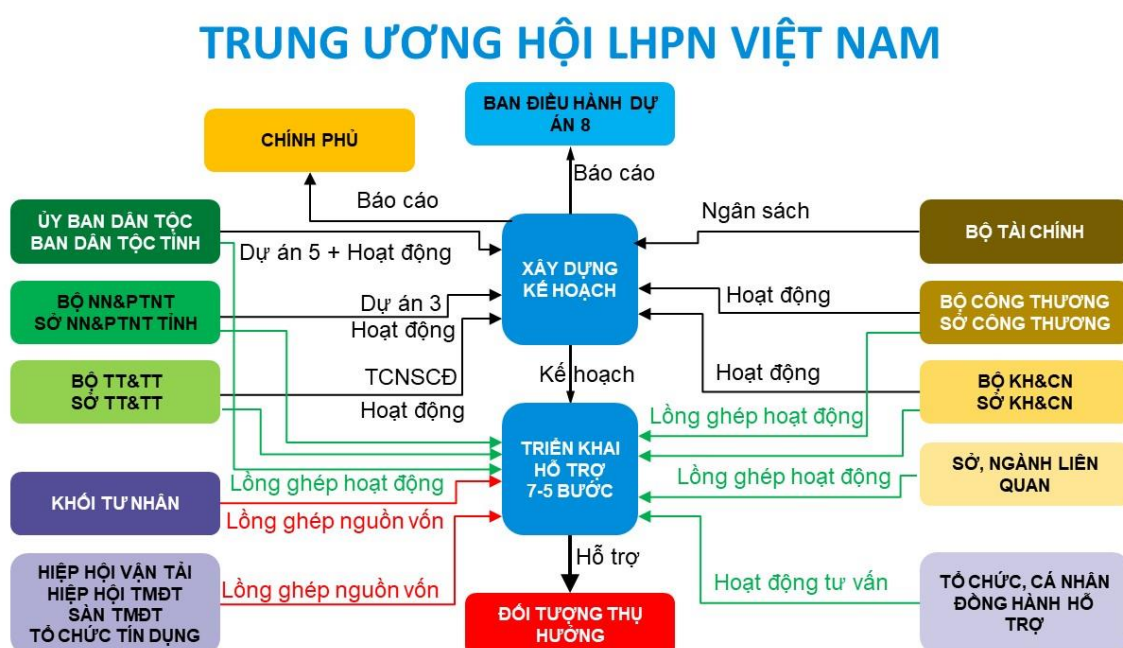 TRUNG ƯƠNG HỘI LHPN VIỆT NAM
BAN ĐIỀU HÀNH DỰ
ÁN 8
CHÍNH PHỦ
Báo cáo
Báo cáo
Ngân sách
ỦY BAN DÂN TỘC
BAN DÂN TỘC TỈNH
BỘ TÀI CHÍNH
Dự án 5 + Hoạt động
XÂY DỰNG
KẾ HOẠCH
BỘ NN&PTNT
SỞ NN&PTNT TỈNH
Dự án 3
Hoạt động
Hoạt động
BỘ CÔNG THƯƠNG
SỞ CÔNG THƯƠNG
BỘ TT&TT
SỞ TT&TT
TCNSCĐ
Hoạt động
Kế hoạch
Hoạt động
BỘ KH&CN
SỞ KH&CN
Lồng ghép hoạt động
TRIỂN KHAI
HỖ TRỢ
7-5 BƯỚC
Lồng ghép hoạt động
Lồng ghép hoạt động
SỞ, NGÀNH LIÊN
QUAN
KHỐI TƯ NHÂN
Lồng ghép nguồn vốn
Hỗ trợ
HIỆP HỘI VẬN TẢI
HIỆP HỘI TMĐT
SÀN TMĐT
TỔ CHỨC TÍN DỤNG
Lồng ghép nguồn vốn
Hoạt động tư vấn
TỔ CHỨC, CÁ NHÂN
ĐỒNG HÀNH HỖ
TRỢ
ĐỐI TƯỢNG THỤ
HƯỞNG